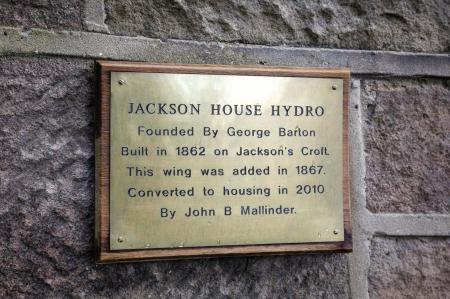 JACKSON HOUSE HYDRO
Founded By George Barton
Built in 1862 on Jackson's Croft.
This wing was added in 1867.
Converted to housing in 2010
By John B Mallinder.